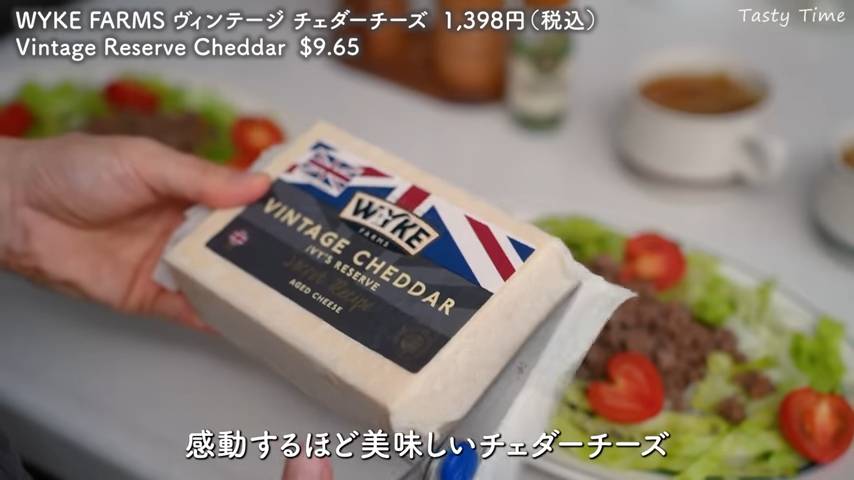 WYKE FARMS ヴィンテージ チェダーチーズ 1,398円（税込）
Vintage Reserve Cheddar $9.65
Tasty Time
WYKE
FARMS
VINTAGE CHEDDAR
IVY'S RESERVE
Secret Recipe
AGED CHEESE
感動するほど美味しいチェダーチーズ